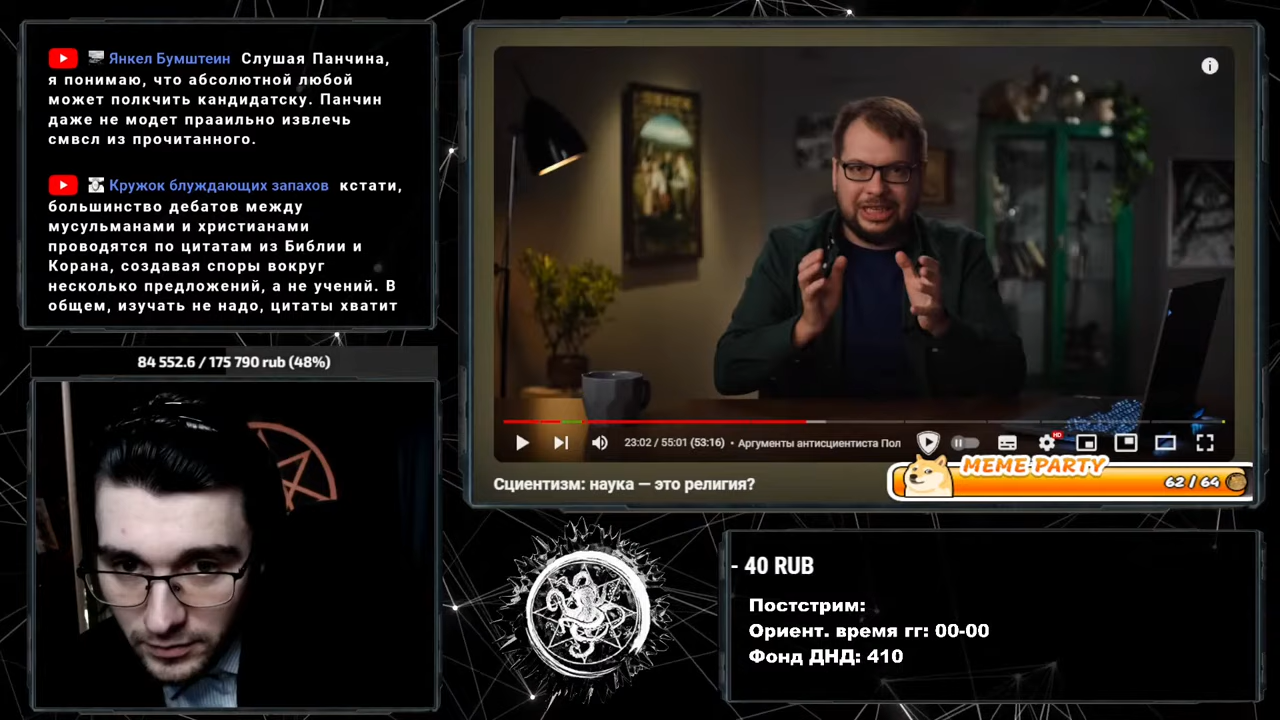 Янкел Бумштеин Слушая Панчина,
я понимаю, что абсолютной любой
может полкчить кандидатску. Панчин
даже не модет прааильно извлечь
смвсл из прочитанного.
Кружок блуждающих запахов кстати,
большинство дебатов между
мусульманами и христианами
проводятся по цитатам из Библии и
Корана, создавая споры вокруг
несколько предложений, а не учений. В
общем, изучать не надо, цитаты хватит
84 552.6 / 175 790 rub (48%)
23:02 / 55:01 (53:16) • Аргументы антисциентиста Пол
HD
MEME PARTY
62 / 64
Сциентизм: наука — это религия?
- 40 RUB
Постстрим:
Ориент. время гг: 00-00
Фонд ДНД: 410